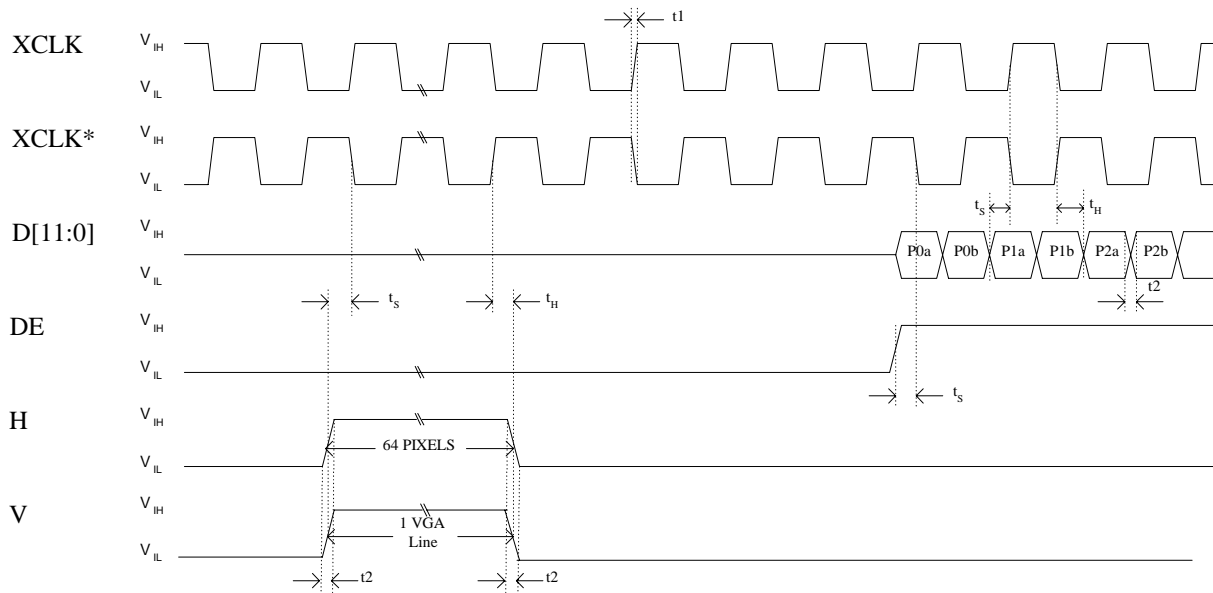 t1
XCLK
V IH
V IL
XCLK*
V IH
V IL
t S
t H
D[11:0]
V IH
V IL
P0a P0b P1a P1b P2a P2b
t2
t S
t H
DE
V IH
V IL
t S
H
V IH
V IL
64 PIXELS
V
V IH
V IL
1 VGA
Line
t2
t2